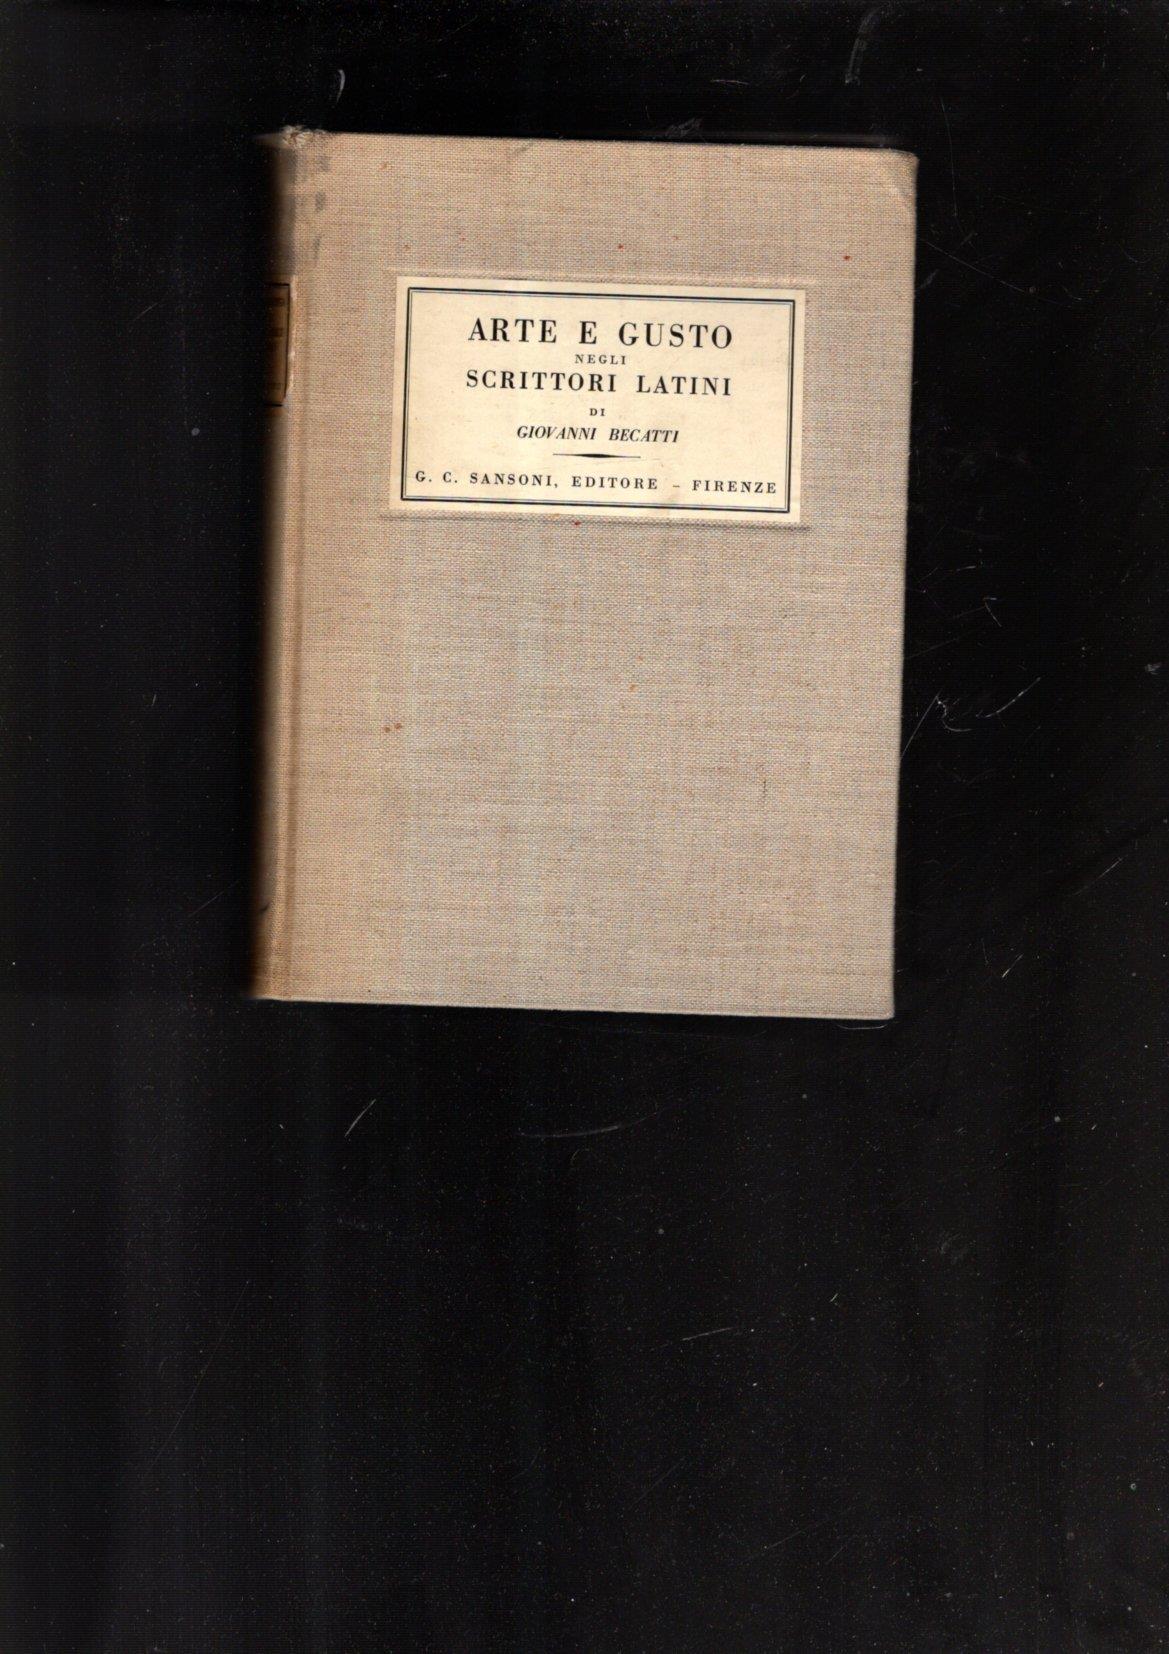 ARTE E GUSTO
NEGLI
SCRITTORI LATINI
DI
GIOVANNI BECATTI
G. C. SANSONI, EDITORE – FIRENZE